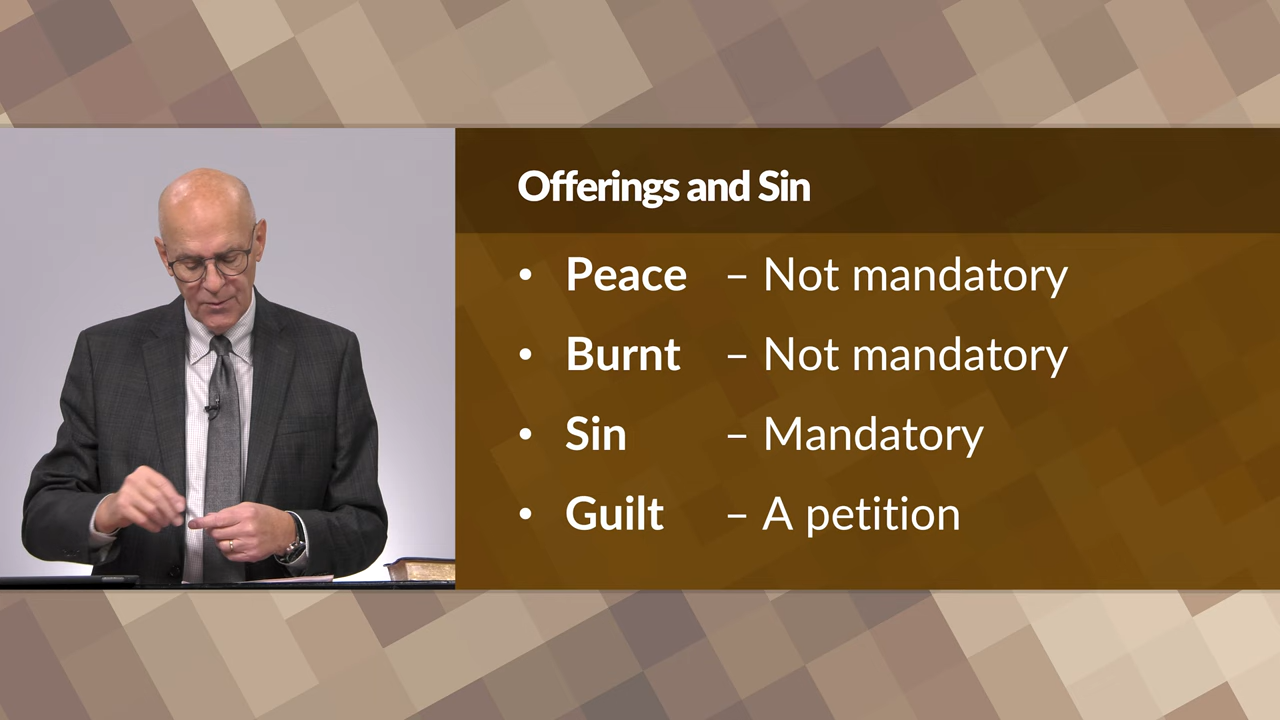 Offerings and Sin
• Peace – Not mandatory
• Burnt – Not mandatory
• Sin – Mandatory
• Guilt – A petition